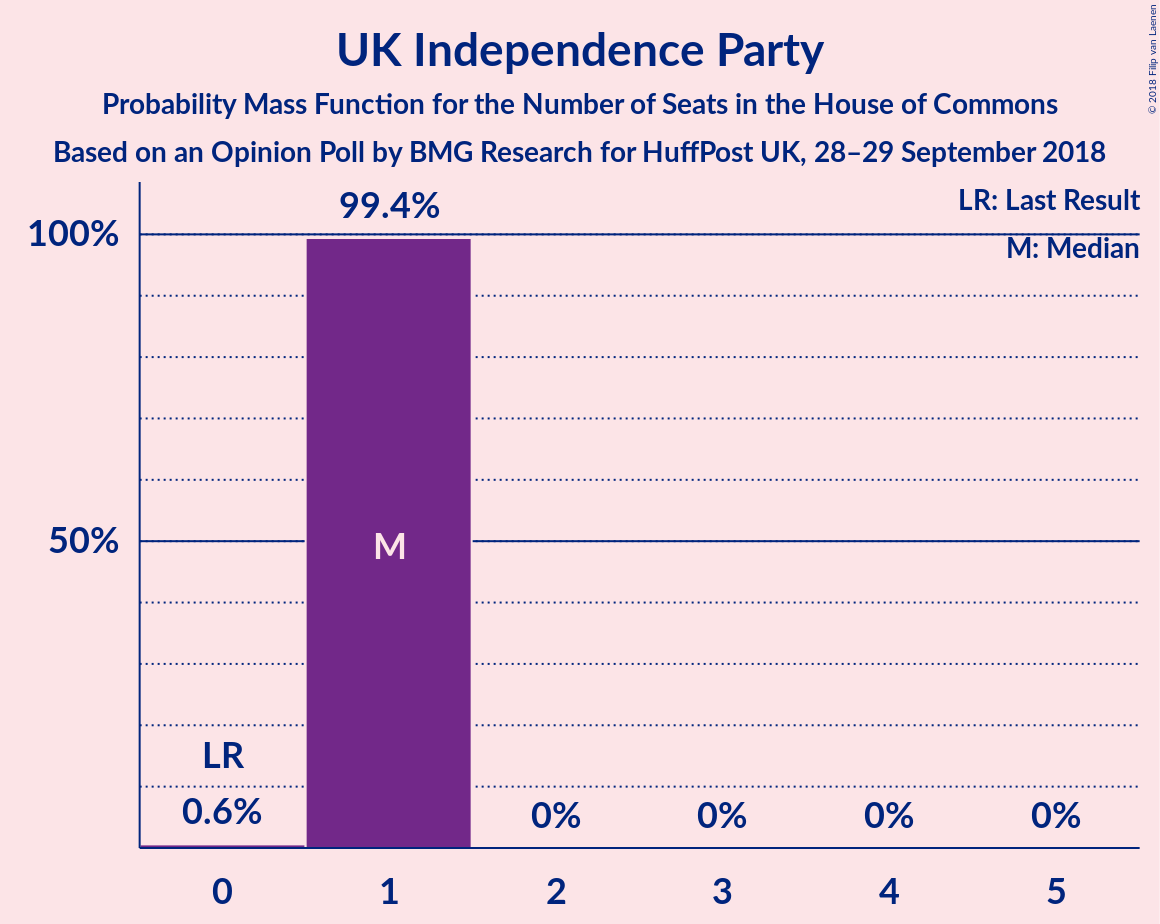 UK Independence Party
Probability Mass Function for the Number of Seats in the House of Commons
Based on an Opinion Poll by BMG Research for HuffPost UK, 28–29 September 2018
© 2018 Filip van Laenen
LR: Last Result
M: Median
99.4%
100%
50%
M
LR
0.6%
0%
0%
0%
0%
0
1
2
3
4
5